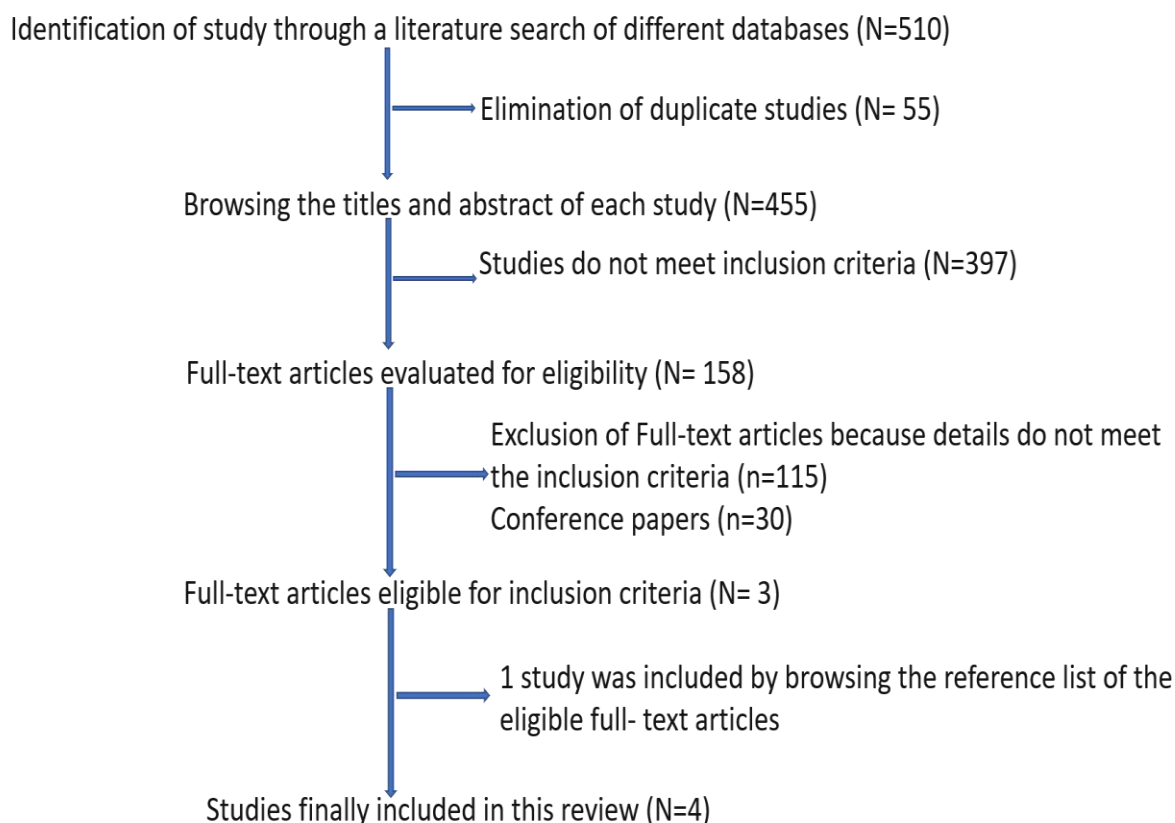 Identification of study through a literature search of different databases (N=510)
Elimination of duplicate studies (N= 55)
Browsing the titles and abstract of each study (N=455)
Studies do not meet inclusion criteria (N=397)
Full-text articles evaluated for eligibility (N= 158)
Exclusion of Full-text articles because details do not meet
the inclusion criteria (n=115)
Conference papers (n=30)
Full-text articles eligible for inclusion criteria (N= 3)
1 study was included by browsing the reference list of the
eligible full- text articles
Studies finally included in this review (N=4)